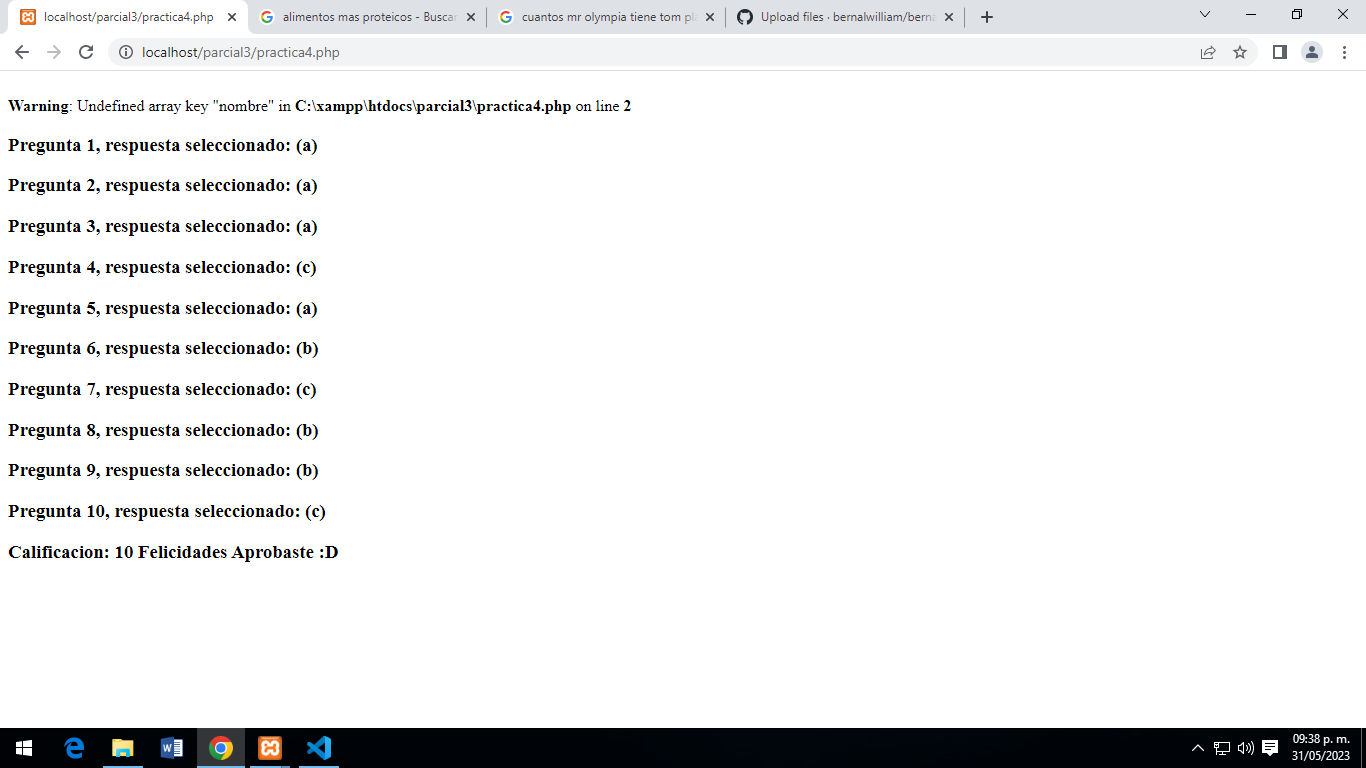 localhost/parcial3/practica4.php
alimentos mas proteicos - Buscar
cuantos mr olympia tiene tom pla
Upload files · bernalwilliam/berna
localhost/parcial3/practica4.php
Warning: Undefined array key "nombre" in C:\xampp\htdocs\parcial3\practica4.php on line 2
Pregunta 1, respuesta seleccionado: (a)
Pregunta 2, respuesta seleccionado: (a)
Pregunta 3, respuesta seleccionado: (a)
Pregunta 4, respuesta seleccionado: (c)
Pregunta 5, respuesta seleccionado: (a)
Pregunta 6, respuesta seleccionado: (b)
Pregunta 7, respuesta seleccionado: (c)
Pregunta 8, respuesta seleccionado: (b)
Pregunta 9, respuesta seleccionado: (b)
Pregunta 10, respuesta seleccionado: (c)
Calificacion: 10 Felicidades Aprobaste :D
09:38 p. m.
31/05/2023